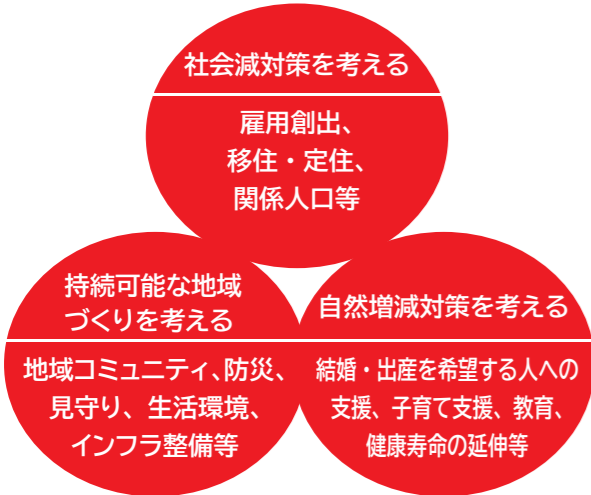 社会減対策を考える
雇用創出、
移住・定住、
関係人口等
持続可能な地域
づくりを考える
地域コミュニティ、防災、
見守り、生活環境、
インフラ整備等
自然増減対策を考える
結婚・出産を希望する人への
支援、子育て支援、教育、
健康寿命の延伸等